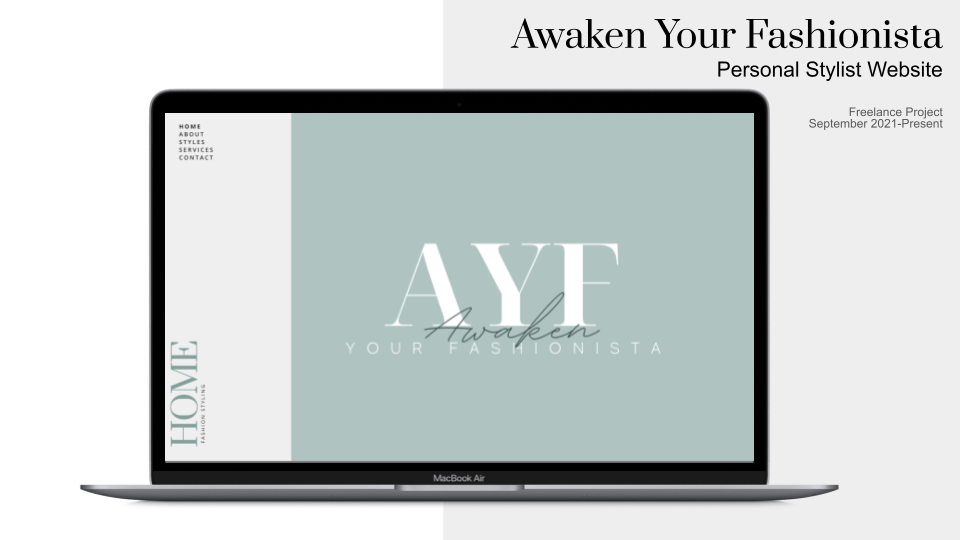 Awaken Your Fashionista
Personal Stylist Website
Freelance Project
September 2021-Present
HOME
ABOUT
STYLES
SERVICES
CONTACT
AYF
Awaken
YOUR FASHIONISTA
HOME
FASHION STYLING
MacBook Air